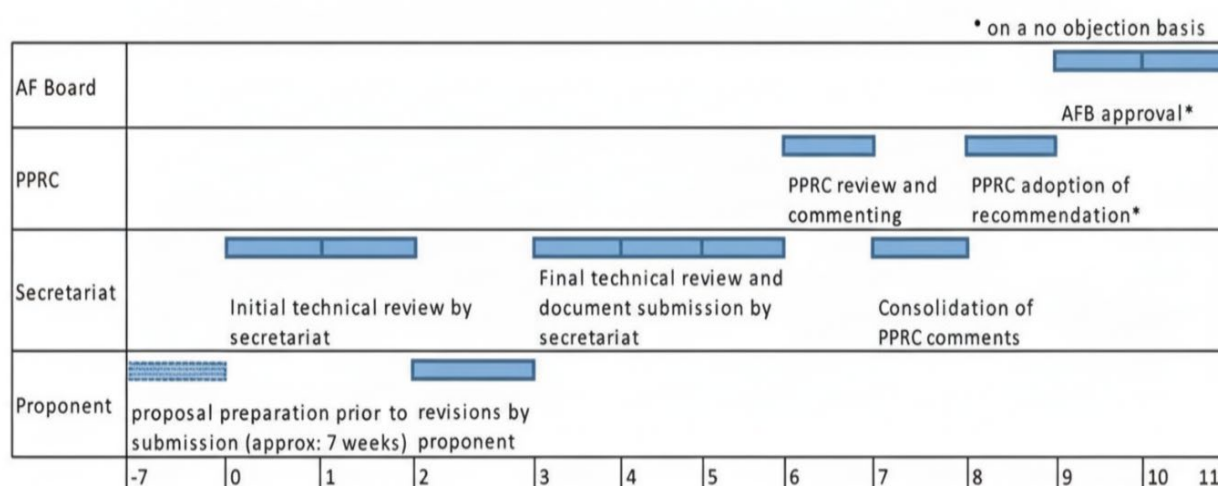 * on a no objection basis
AF Board
AFB approval*
PPRC
PPRC review and
commenting
PPRC adoption of
recommendation*
Secretariat
Initial technical review by
secretariat
Final technical review and
document submission by
secretariat
Consolidation of
PPRC comments
Proponent
proposal preparation prior to
submission (approx: 7 weeks)
revisions by
proponent
-7 0 1 2 3 4 5 6 7 8 9 10 11